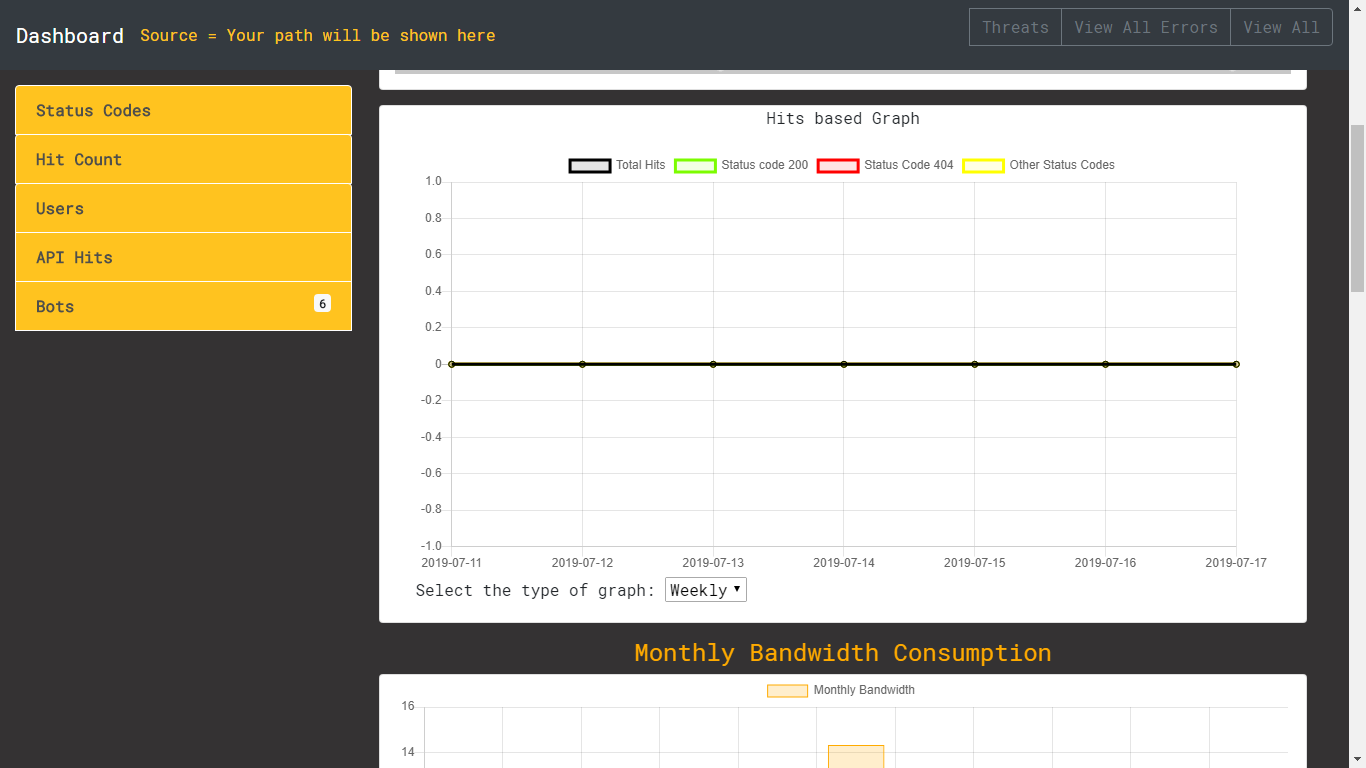 Dashboard Source = Your path will be shown here Threats View All Errors View All
Status Codes
Hit Count
Users
API Hits
Bots 6
Hits based Graph
Total Hits Status code 200 Status Code 404 Other Status Codes
1.0
0.8
0.6
0.4
0.2
0
-0.2
-0.4
-0.6
-0.8
-1.0
2019-07-11 2019-07-12 2019-07-13 2019-07-14 2019-07-15 2019-07-16 2019-07-17
Select the type of graph: Weekly
Monthly Bandwidth Consumption
Monthly Bandwidth
16
14